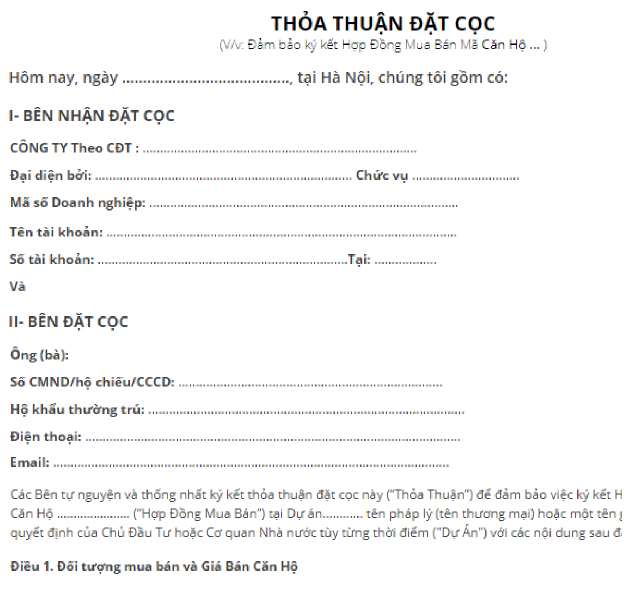 THỎA THUẬN ĐẶT CỌC
(V/v: Đảm bảo ký kết Hợp Đồng Mua Bán Mã Căn Hộ ... )
Hôm nay, ngày ......................................., tại Hà Nội, chúng tôi gồm có:
I- BÊN NHẬN ĐẶT CỌC
CÔNG TY Theo CĐT : ................................................................................
Đại diện bởi: ........................................................................... Chức vụ ...............................
Mã số Doanh nghiệp: ..........................................................................................
Tên tài khoản: ......................................................................................................
Số tài khoản: .........................................................................Tại: ..................
Và
II- BÊN ĐẶT CỌC
Ông (bà):
Số CMND/hộ chiếu/CCCD: .............................................................................
Hộ khẩu thường trú: ............................................................................................
Điện thoại: .............................................................................................................
Email: ...................................................................................................................
Các Bên tự nguyện và thống nhất ký kết thỏa thuận đặt cọc này ("Thỏa Thuận") để đảm bảo việc ký kết
Căn Hộ ...................... ("Hợp Đồng Mua Bán") tại Dự án............ tên pháp lý (tên thương mại) hoặc một tên
quyết định của Chủ Đầu Tư hoặc Cơ quan Nhà nước tùy từng thời điểm ("Dự Án") với các nội dung sau
Điều 1. Đối tượng mua bán và Giá Bán Căn Hộ